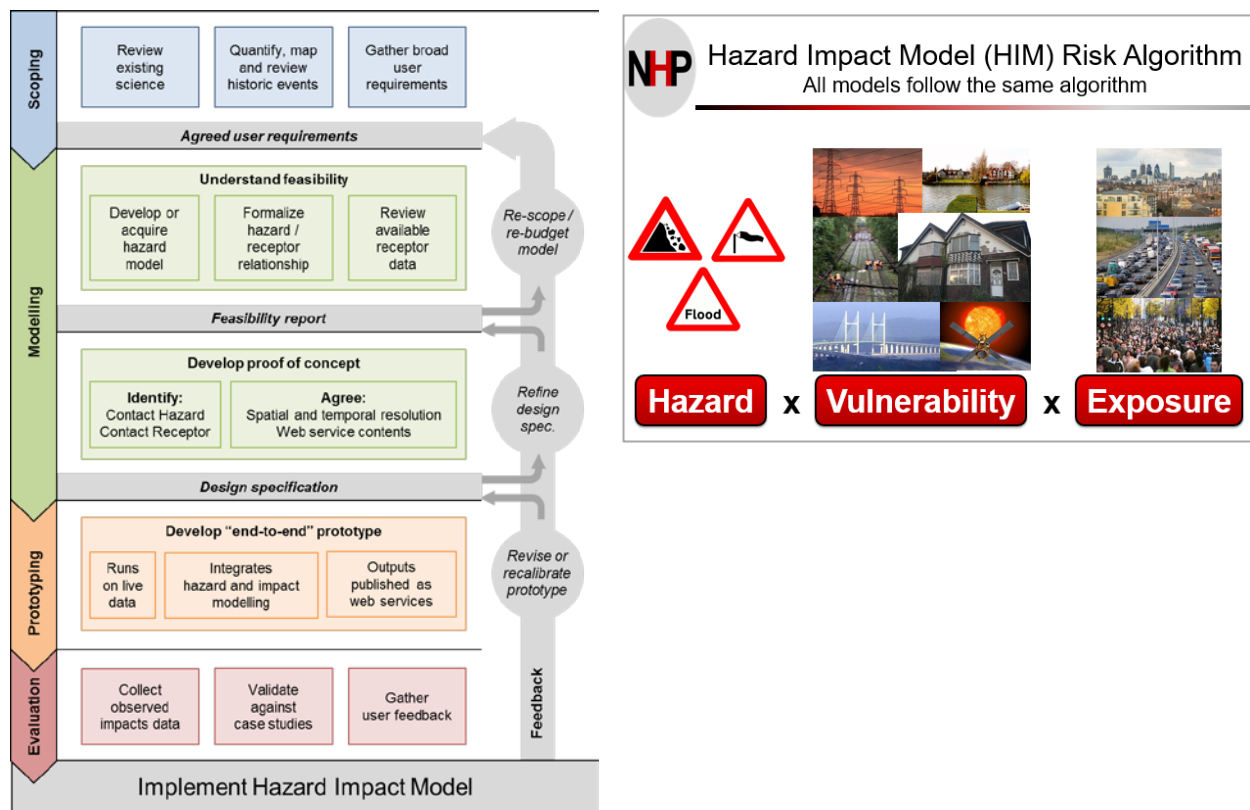 Scoping
Review
existing
science
Quantify, map
and review
historic events
Gather broad
user
requirements
Agreed user requirements
Modelling
Understand feasibility
Develop or
acquire
hazard
model
Formalize
hazard /
receptor
relationship
Review
available
receptor
data
Re-scope /
re-budget
model
Feasibility report
Develop proof of concept
Identify:
Contact Hazard
Contact Receptor
Agree:
Spatial and temporal resolution
Web service contents
Refine
design
spec.
Design specification
Prototyping
Develop “end-to-end” prototype
Runs
on live
data
Integrates
hazard and impact
modelling
Outputs
published as
web services
Revise or
recalibrate
prototype
Evaluation
Collect
observed
impacts data
Validate
against
case studies
Gather
user feedback
Feedback
Implement Hazard Impact Model
NHP
Hazard Impact Model (HIM) Risk Algorithm
All models follow the same algorithm
Flood
Hazard x Vulnerability x Exposure